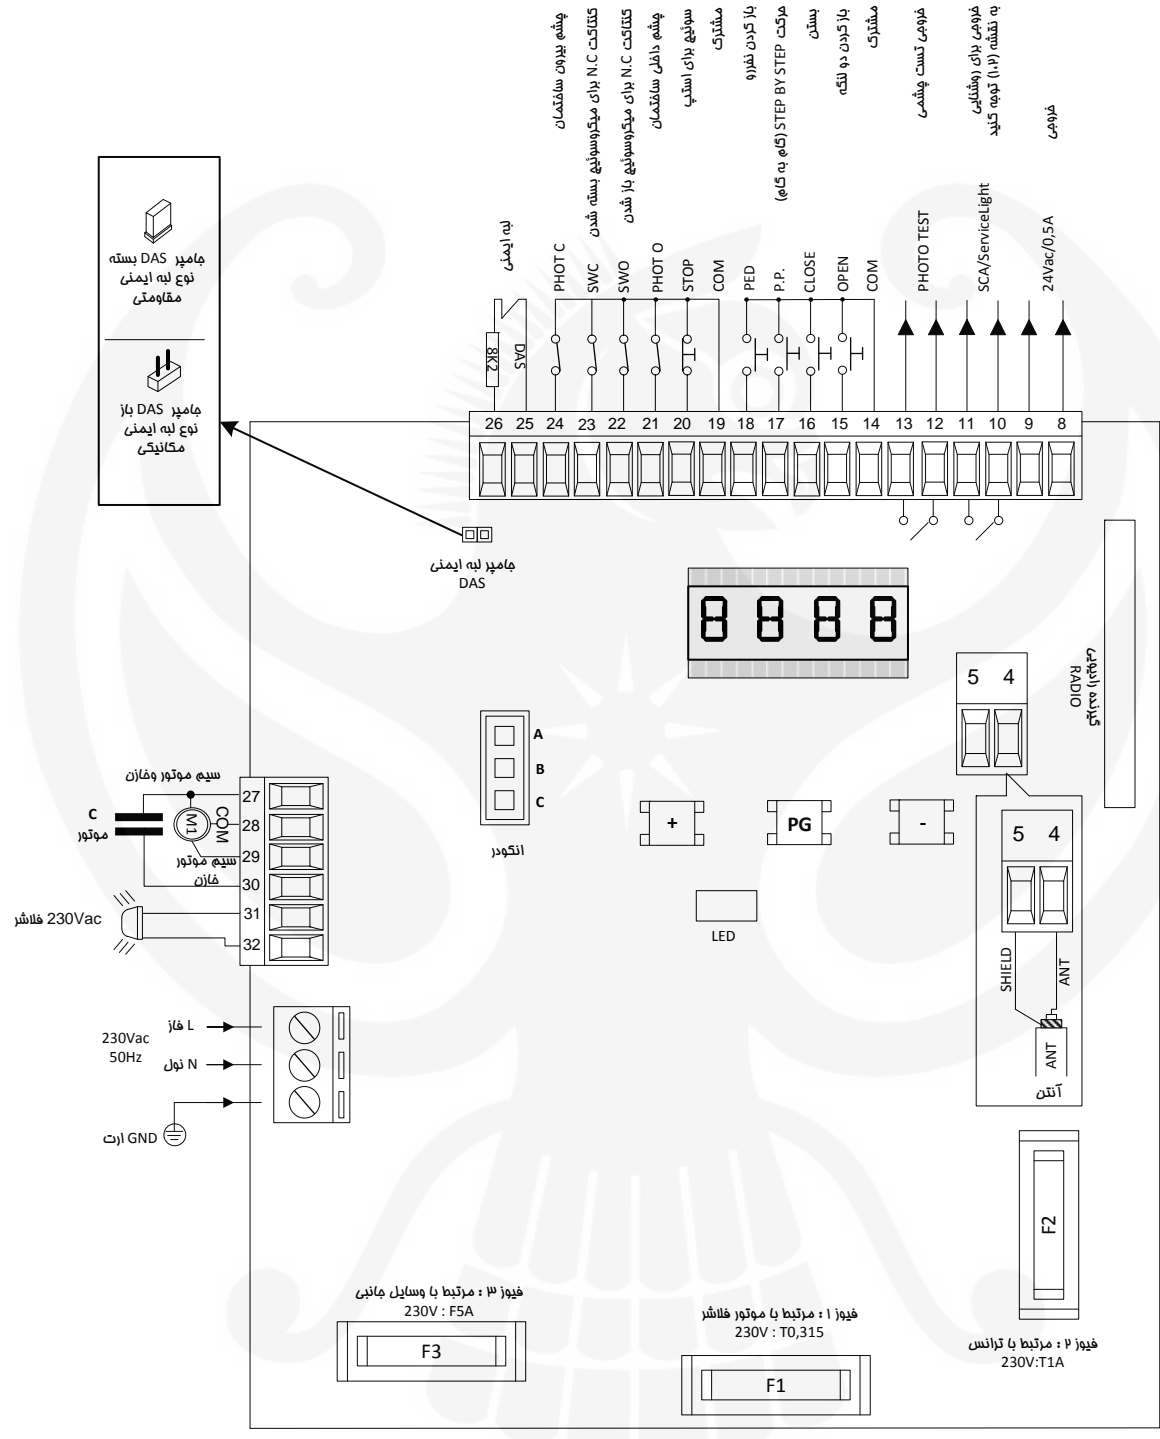 چشم بیرون ساختمان
کنتاکت N.C برای میکروسوئیچ بسته شدن
کنتاکت N.C برای میکروسوئیچ باز شدن
چشم داخلی ساختمان
سوئیچ برای استپ
مشترک
باز کردن نفررو
حرکت STEP BY STEP (گام به گام)
بستن
باز کردن دو لنگه
مشترک
خروجی تست چشمی
خروجی برای روشنایی
به نقشه (۱،۲) توجه کنید
خروجی
لبه ایمنی
8K2
DAS
PHOT C
SWC
SWO
PHOT O
STOP
COM
PED
P.P.
CLOSE
OPEN
COM
PHOTO TEST
SCA/ServiceLight
24Vac/0,5A
26 25 24 23 22 21 20 19 18 17 16 15 14 13 12 11 10 9 8
جامپر DAS بسته
نوع لبه ایمنی
مقاومتی
جامپر DAS باز
نوع لبه ایمنی
مکانیکی
جامپر لبه ایمنی
DAS
8 8 8 8
گیرنده رادیویی
RADIO
5 4
A
B
C
انکودر
+
PG
-
LED
5 4
SHIELD
ANT
ANT
آنتن
سیم موتور وخازن
C
موتور
M1
COM
سیم موتور
خازن
27
28
29
30
31
32
230Vac فلاشر
230Vac
50Hz
L فاز
N نول
GND ارت
فیوز ۳ : مرتبط با وسایل جانبی
230V : F5A
F3
فیوز ۱ : مرتبط با موتور فلاشر
230V : T0,315
F1
F2
فیوز ۲ : مرتبط با ترانس
230V:T1A